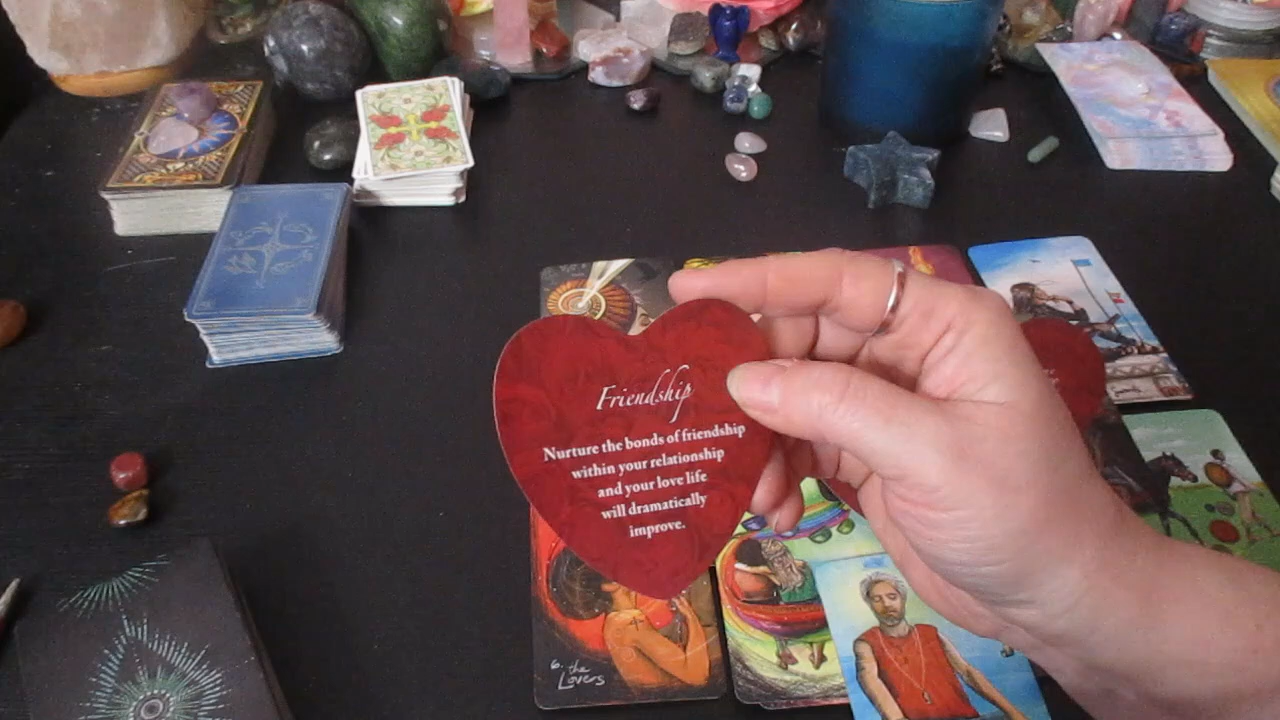 Friendship
Nurture the bonds of friendship
within your relationship
and your love life
will dramatically
improve.
6. the
Lovers